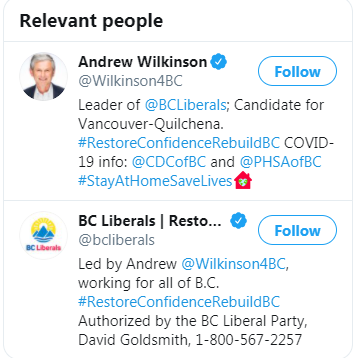 Relevant people
Andrew Wilkinson
@Wilkinson4BC
Follow
Leader of @BCLiberals; Candidate for
Vancouver-Quilchena.
#RestoreConfidenceRebuildBC COVID-
19 info: @CDCofBC and @PHSAofBC
#StayAtHomeSaveLives
BC Liberals | Resto...
@bcliberals
Follow
BC Liberals
Led by Andrew @Wilkinson4BC,
working for all of B.C.
#RestoreConfidenceRebuildBC
Authorized by the BC Liberal Party,
David Goldsmith, 1-800-567-2257